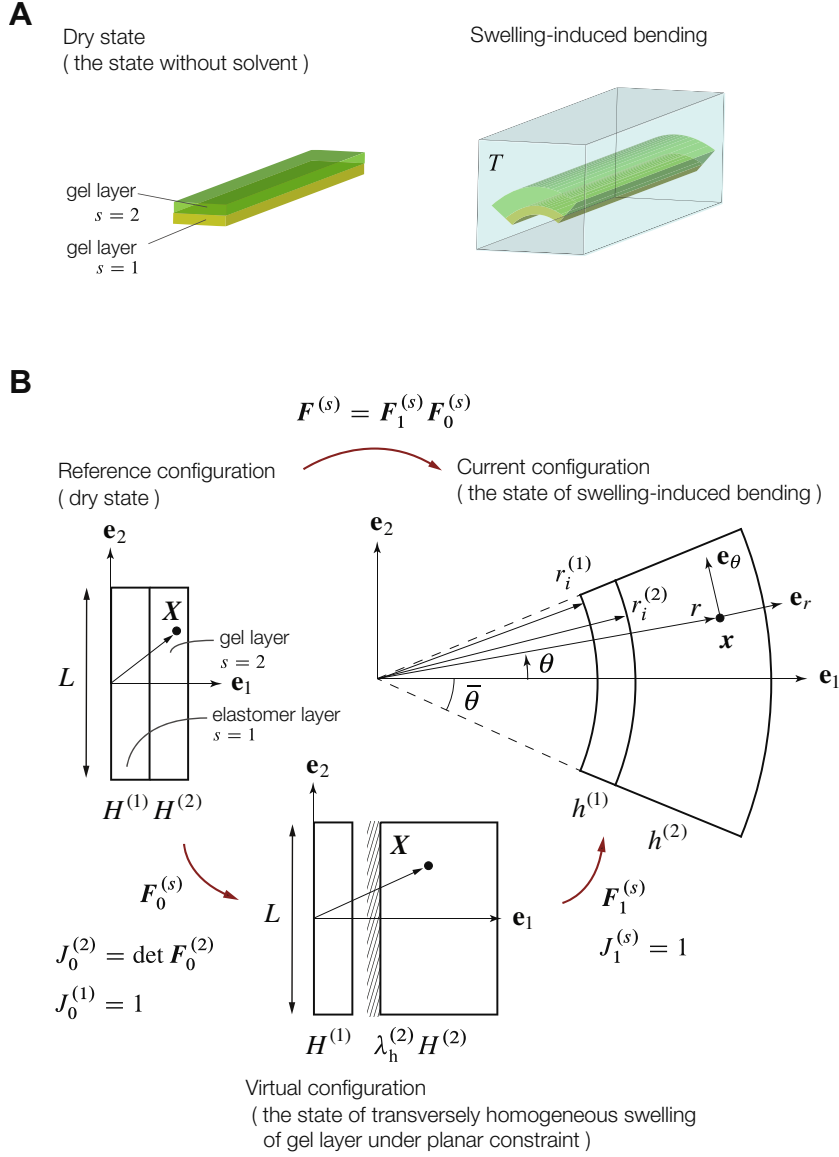 A
Dry state
( the state without solvent )
Swelling-induced bending
gel layer
s = 2
gel layer
s = 1
T
B
F^(s) = F_1^(s) F_0^(s)
Reference configuration
( dry state )
Current configuration
( the state of swelling-induced bending )
e_2
X
gel layer
s = 2
L
e_1
elastomer layer
s = 1
H^(1) H^(2)
e_2
r_i^(1)
r_i^(2)
e_θ
e_r
r
x
θ
θ̄
e_1
h^(1)
h^(2)
F_0^(s)
J_0^(2) = det F_0^(2)
J_0^(1) = 1
e_2
X
L
e_1
H^(1)
λ_h^(2) H^(2)
F_1^(s)
J_1^(s) = 1
Virtual configuration
( the state of transversely homogeneous swelling
of gel layer under planar constraint )